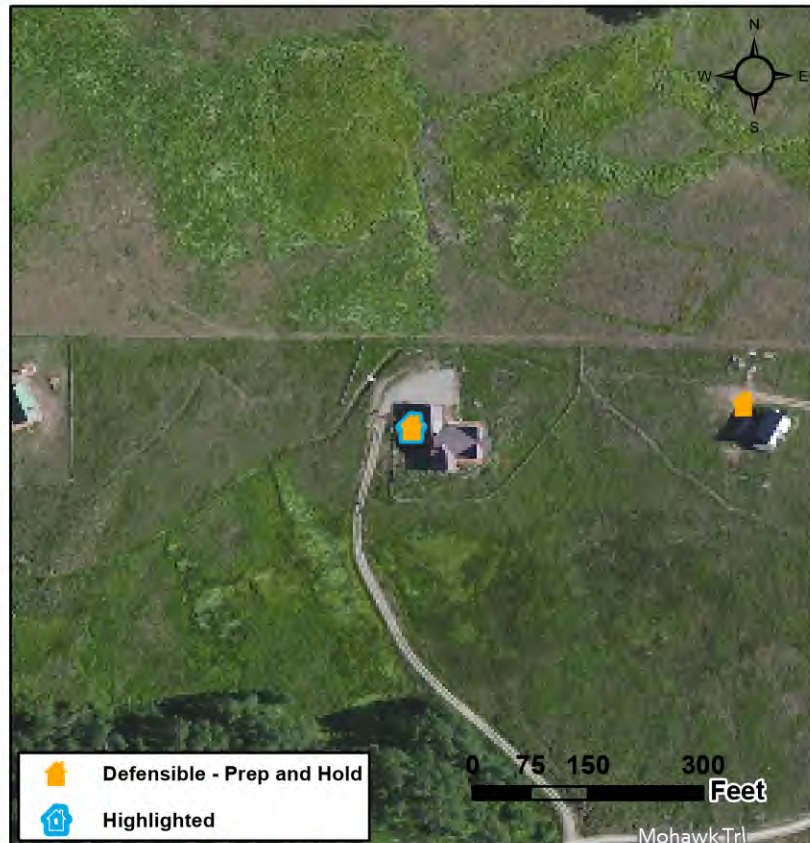 N
W E
S
Defensible - Prep and Hold
Highlighted
0 75 150 300
Feet
Mohawk Trl